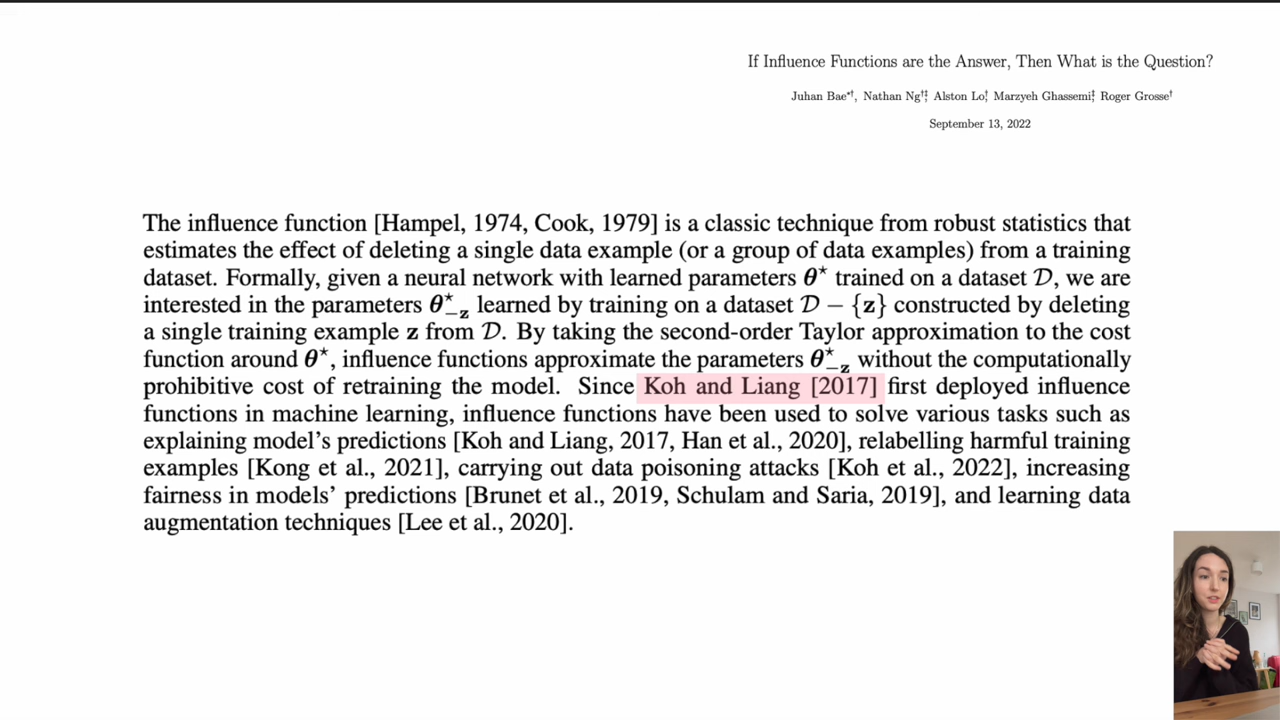 If Influence Functions are the Answer, Then What is the Question?
Juhan Bae*†, Nathan Ng†‡, Alston Lo†, Marzyeh Ghassemi‡, Roger Grosse†
September 13, 2022
The influence function [Hampel, 1974, Cook, 1979] is a classic technique from robust statistics that
estimates the effect of deleting a single data example (or a group of data examples) from a training
dataset. Formally, given a neural network with learned parameters θ⋆ trained on a dataset 𝒟, we are
interested in the parameters θ⋆₋z learned by training on a dataset 𝒟 − {z} constructed by deleting
a single training example z from 𝒟. By taking the second-order Taylor approximation to the cost
function around θ⋆, influence functions approximate the parameters θ⋆₋z without the computationally
prohibitive cost of retraining the model. Since Koh and Liang [2017] first deployed influence
functions in machine learning, influence functions have been used to solve various tasks such as
explaining model's predictions [Koh and Liang, 2017, Han et al., 2020], relabelling harmful training
examples [Kong et al., 2021], carrying out data poisoning attacks [Koh et al., 2022], increasing
fairness in models' predictions [Brunet et al., 2019, Schulam and Saria, 2019], and learning data
augmentation techniques [Lee et al., 2020].